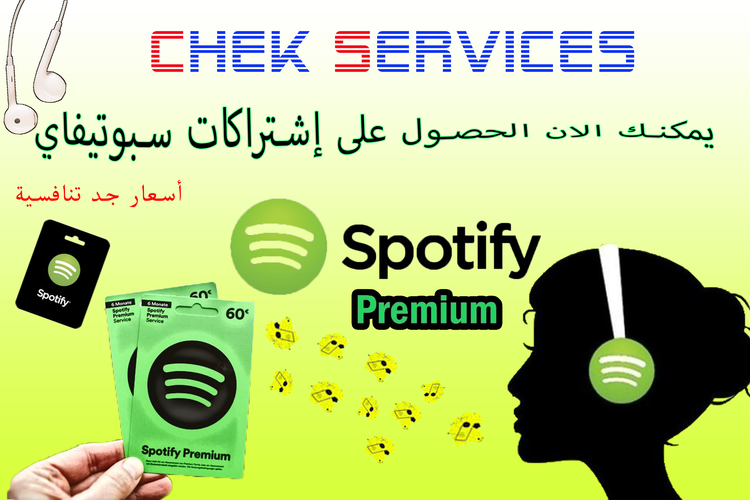 CHEK SERVICES
يمكنك الان الحصول على إشتراكات سبوتيفاي
أسعار جد تنافسية
Spotify
Premium
Spotify
6 Monate
Spotify
Premium
Service
60€
6 Monate
Spotify
Premium
Service
60€
Spotify Premium